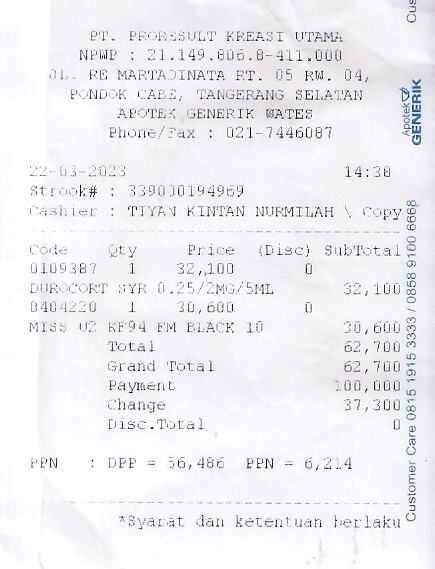 PT. PRORESULT KREASI UTAMA
NPWP : 21.149.806.8-411.000
JL. RE MARTADINATA RT. 05 RW. 04,
PONDOK CABE, TANGERANG SELATAN
APOTEK GENERIK WATES
Phone/Fax : 021-7446087
22-03-2023 14:38
Strook# : 339000194969
Cashier : TIYAN KINTAN NURMILAH \ Copy
Code Qty Price (Disc) SubTotal
0109387 1 32,100 0
DUROCORT SYR 0.25/2MG/5ML 32,100
0404220 1 30,600 0
MISS U2 KF94 FM BLACK 10 30,600
Total 62,700
Grand Total 62,700
Payment 100,000
Change 37,300
Disc.Total 0
PPN : DPP = 56,486 PPN = 6,214
*Syarat dan ketentuan berlaku
Customer Care 0815 1915 3333 / 0858 9100 6668
Apotek
GENERIK
Cus